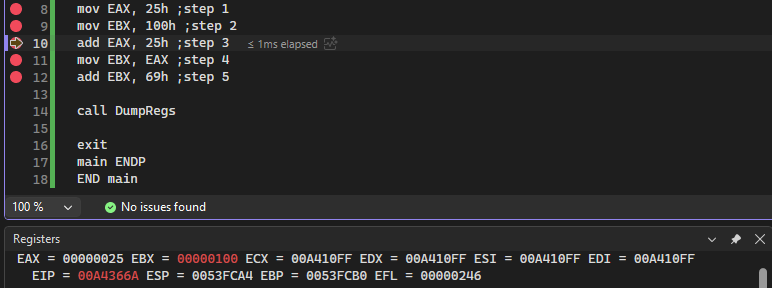 8 mov EAX, 25h ;step 1
9 mov EBX, 100h ;step 2
10 add EAX, 25h ;step 3 ≤ 1ms elapsed
11 mov EBX, EAX ;step 4
12 add EBX, 69h ;step 5
13
14 call DumpRegs
15
16 exit
17 main ENDP
18 END main
100 % No issues found
Registers
EAX = 00000025 EBX = 00000100 ECX = 00A410FF EDX = 00A410FF ESI = 00A410FF EDI = 00A410FF
EIP = 00A4366A ESP = 0053FCA4 EBP = 0053FCB0 EFL = 00000246